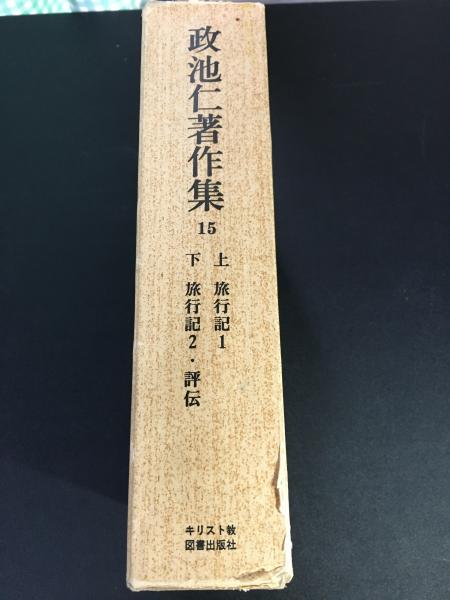 政池仁著作集
15
上 旅行記1
下 旅行記2・評伝
キリスト教
図書出版社